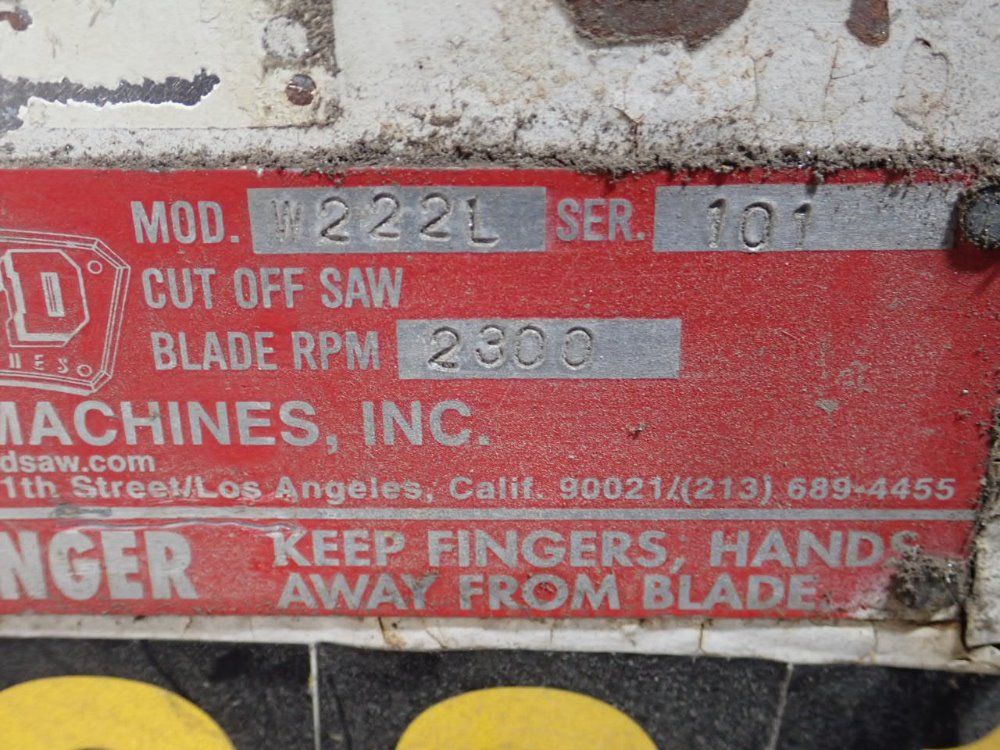 MOD. W222L SER. 101
CUT OFF SAW
BLADE RPM 2300
D
HESO
MACHINES, INC.
dsaw.com
1th Street/Los Angeles, Calif. 90021/(213) 689-4455
NGER KEEP FINGERS, HANDS
AWAY FROM BLADE